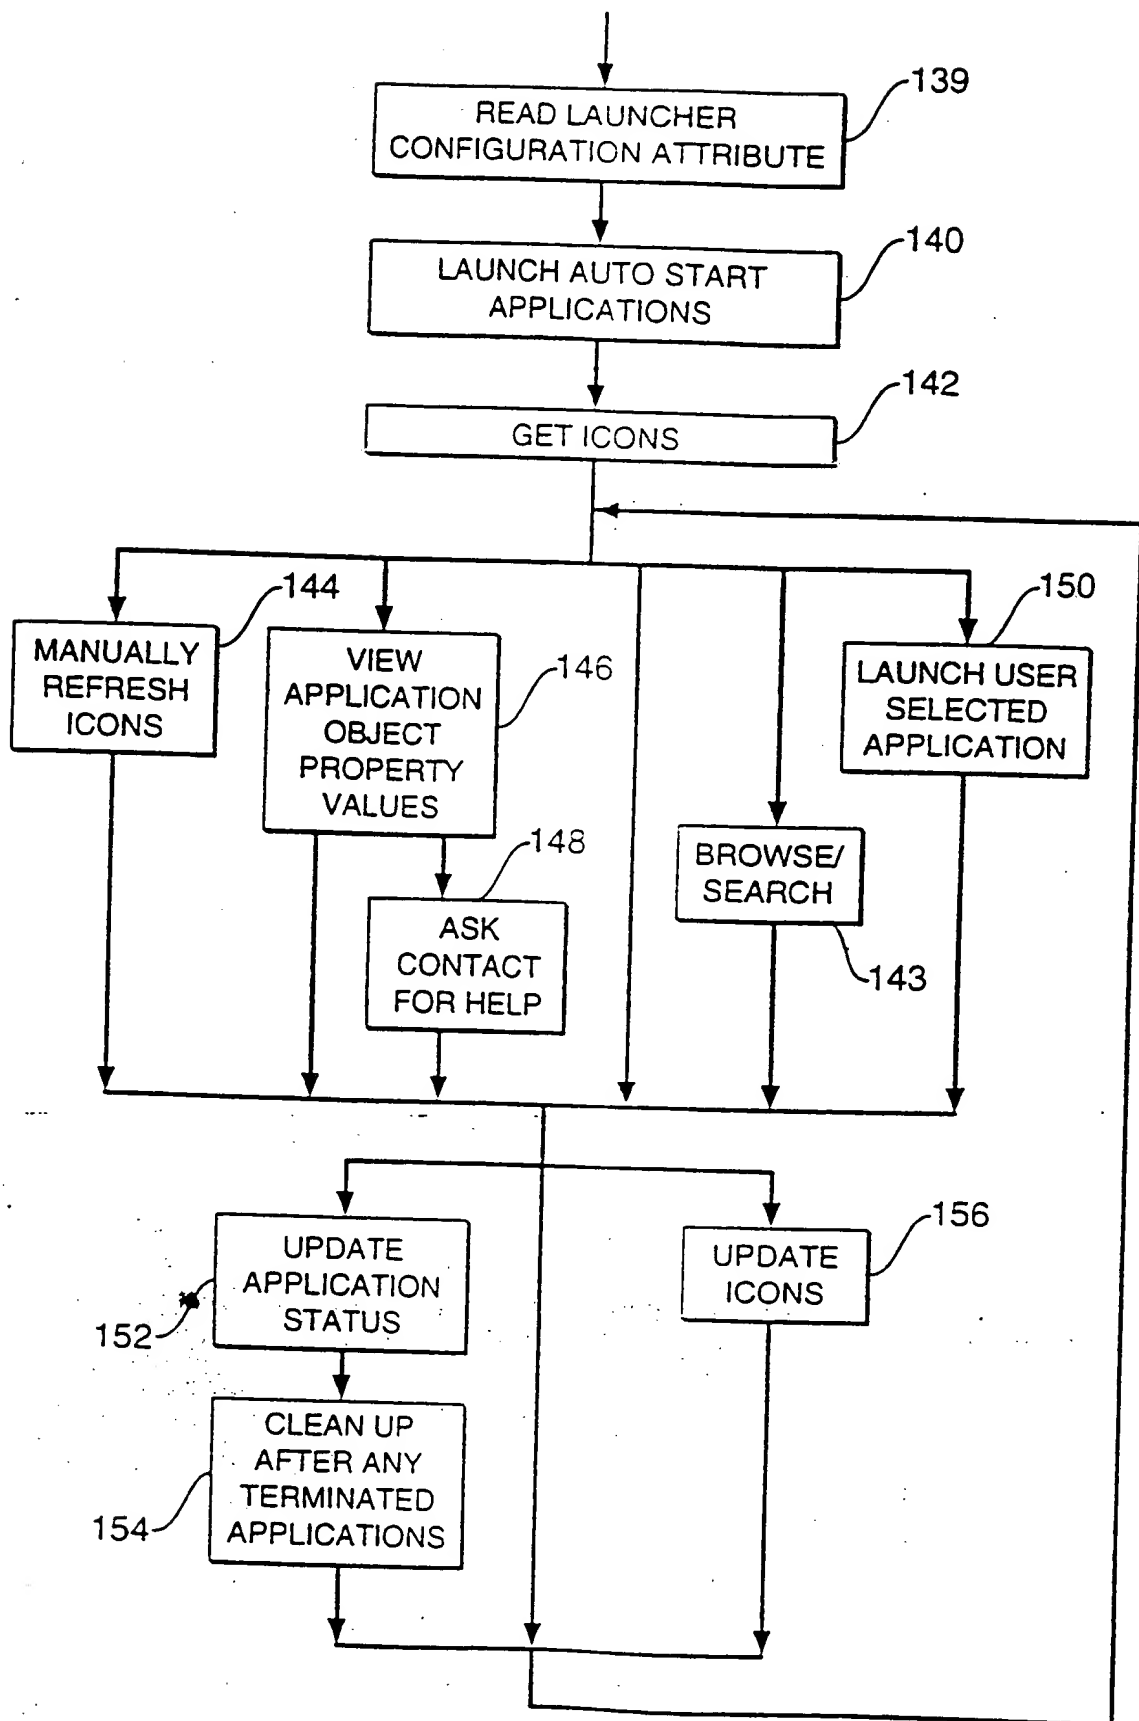 139
READ LAUNCHER
CONFIGURATION ATTRIBUTE
140
LAUNCH AUTO START
APPLICATIONS
142
GET ICONS
144
MANUALLY
REFRESH
ICONS
146
VIEW
APPLICATION
OBJECT
PROPERTY
VALUES
150
LAUNCH USER
SELECTED
APPLICATION
148
ASK
CONTACT
FOR HELP
BROWSE/
SEARCH
143
152
UPDATE
APPLICATION
STATUS
156
UPDATE
ICONS
154
CLEAN UP
AFTER ANY
TERMINATED
APPLICATIONS